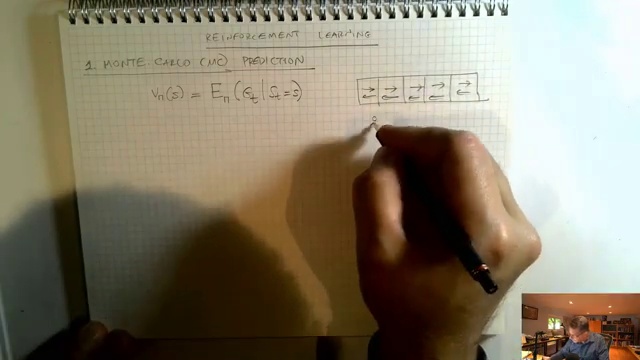 REINFORCEMENT LEARNING
1. MONTE-CARLO (MC) PREDICTION
Vπ(s) = Eπ(Gt | St = s)